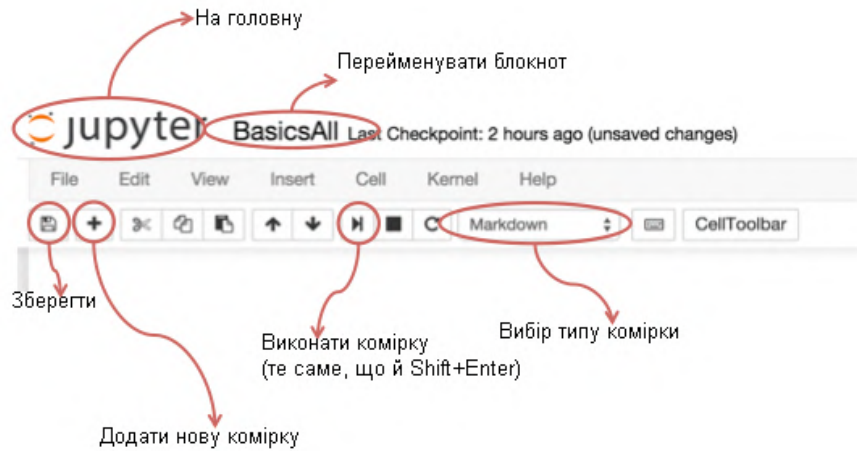 На головну
Перейменувати блокнот
jupyter BasicsAll Last Checkpoint: 2 hours ago (unsaved changes)
File Edit View Insert Cell Kernel Help
Markdown CellToolbar
Зберегти
Виконати комірку
(те саме, що й Shift+Enter)
Вибір типу комірки
Додати нову комірку